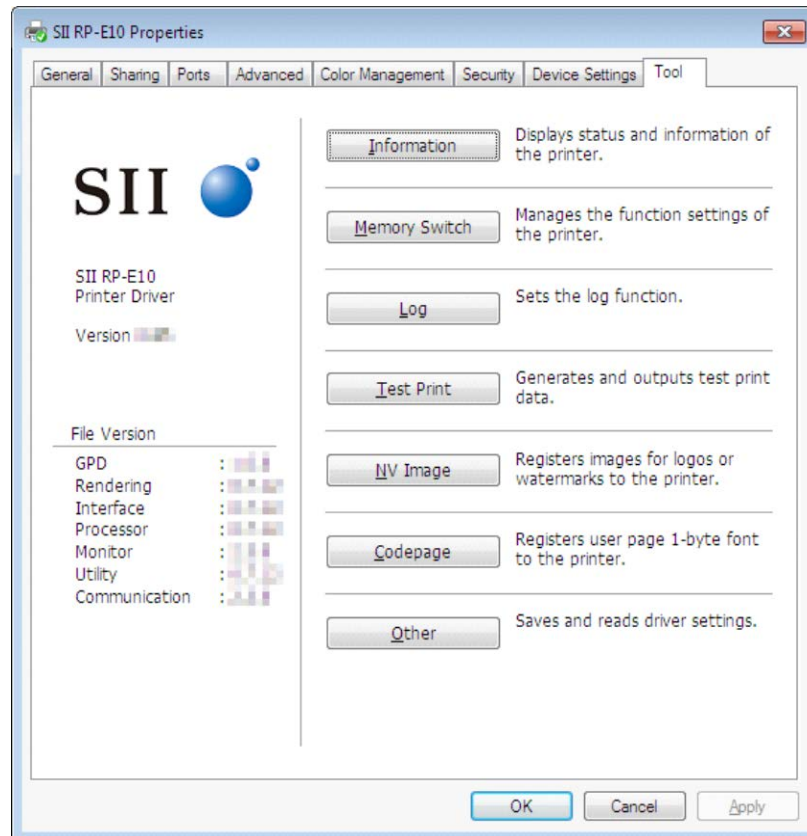 SII RP-E10 Properties
General Sharing Ports Advanced Color Management Security Device Settings Tool
SII
SII RP-E10
Printer Driver
Version
File Version
GPD :
Rendering :
Interface :
Processor :
Monitor :
Utility :
Communication :
Information
Displays status and information of
the printer.
Memory Switch
Manages the function settings of
the printer.
Log
Sets the log function.
Test Print
Generates and outputs test print
data.
NV Image
Registers images for logos or
watermarks to the printer.
Codepage
Registers user page 1-byte font
to the printer.
Other
Saves and reads driver settings.
OK Cancel Apply